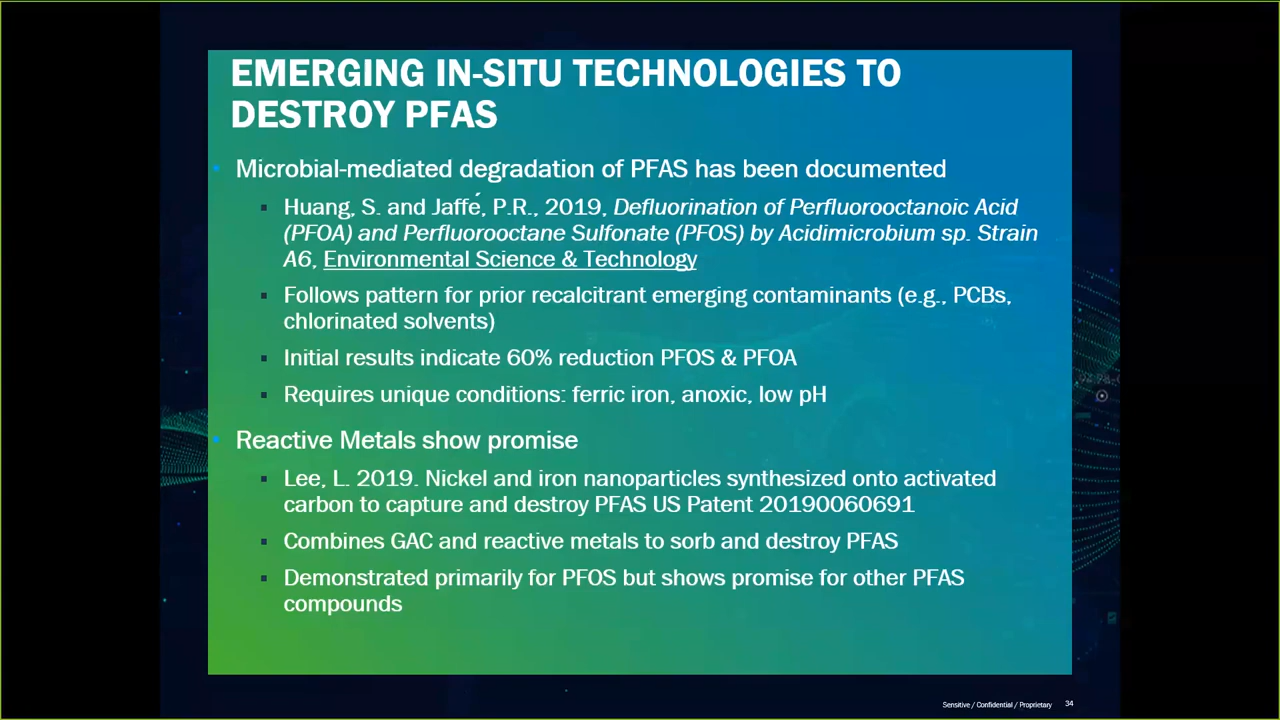 EMERGING IN-SITU TECHNOLOGIES TO
DESTROY PFAS
• Microbial-mediated degradation of PFAS has been documented
▪ Huang, S. and Jaffé, P.R., 2019, Defluorination of Perfluorooctanoic Acid
(PFOA) and Perfluorooctane Sulfonate (PFOS) by Acidimicrobium sp. Strain
A6, Environmental Science & Technology
▪ Follows pattern for prior recalcitrant emerging contaminants (e.g., PCBs,
chlorinated solvents)
▪ Initial results indicate 60% reduction PFOS & PFOA
▪ Requires unique conditions: ferric iron, anoxic, low pH
• Reactive Metals show promise
▪ Lee, L. 2019. Nickel and iron nanoparticles synthesized onto activated
carbon to capture and destroy PFAS US Patent 20190060691
▪ Combines GAC and reactive metals to sorb and destroy PFAS
▪ Demonstrated primarily for PFOS but shows promise for other PFAS
compounds
Sensitive / Confidential / Proprietary 34